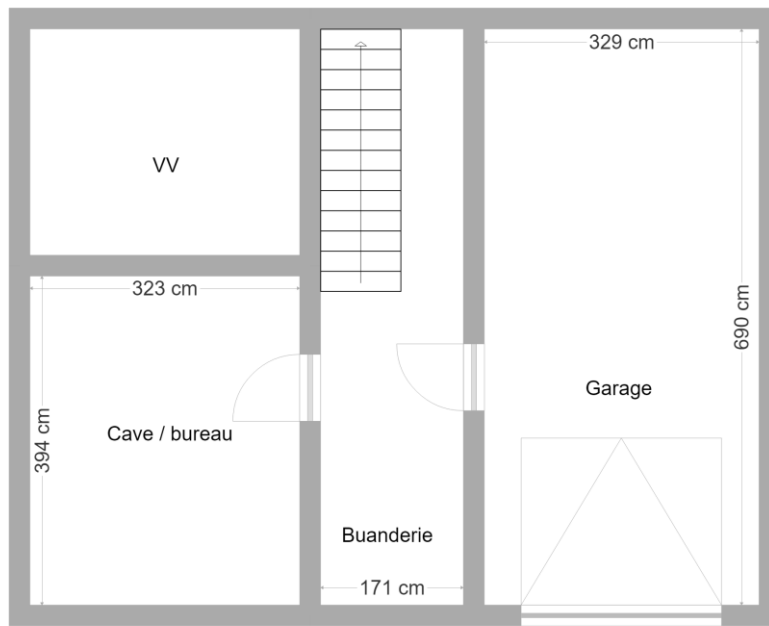 329 cm
VV
323 cm
690 cm
Garage
Cave / bureau
394 cm
Buanderie
171 cm